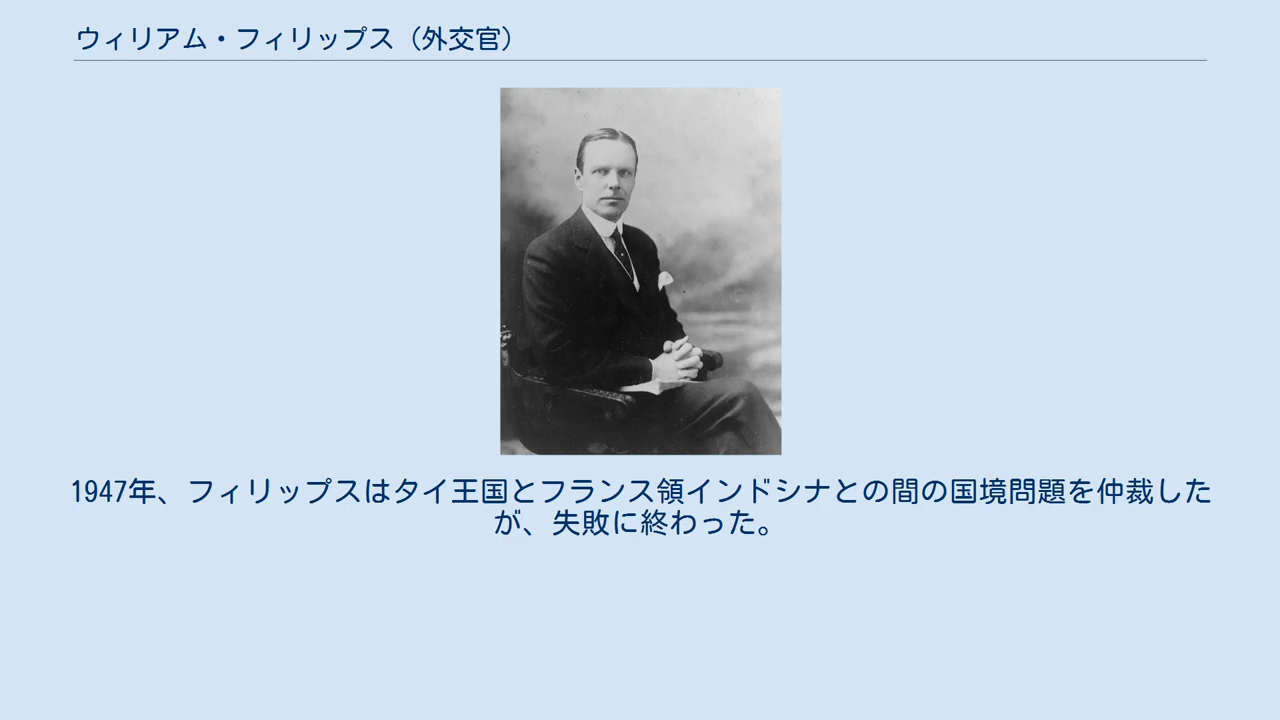 ウィリアム・フィリップス（外交官）
1947年、フィリップスはタイ王国とフランス領インドシナとの間の国境問題を仲裁した
が、失敗に終わった。